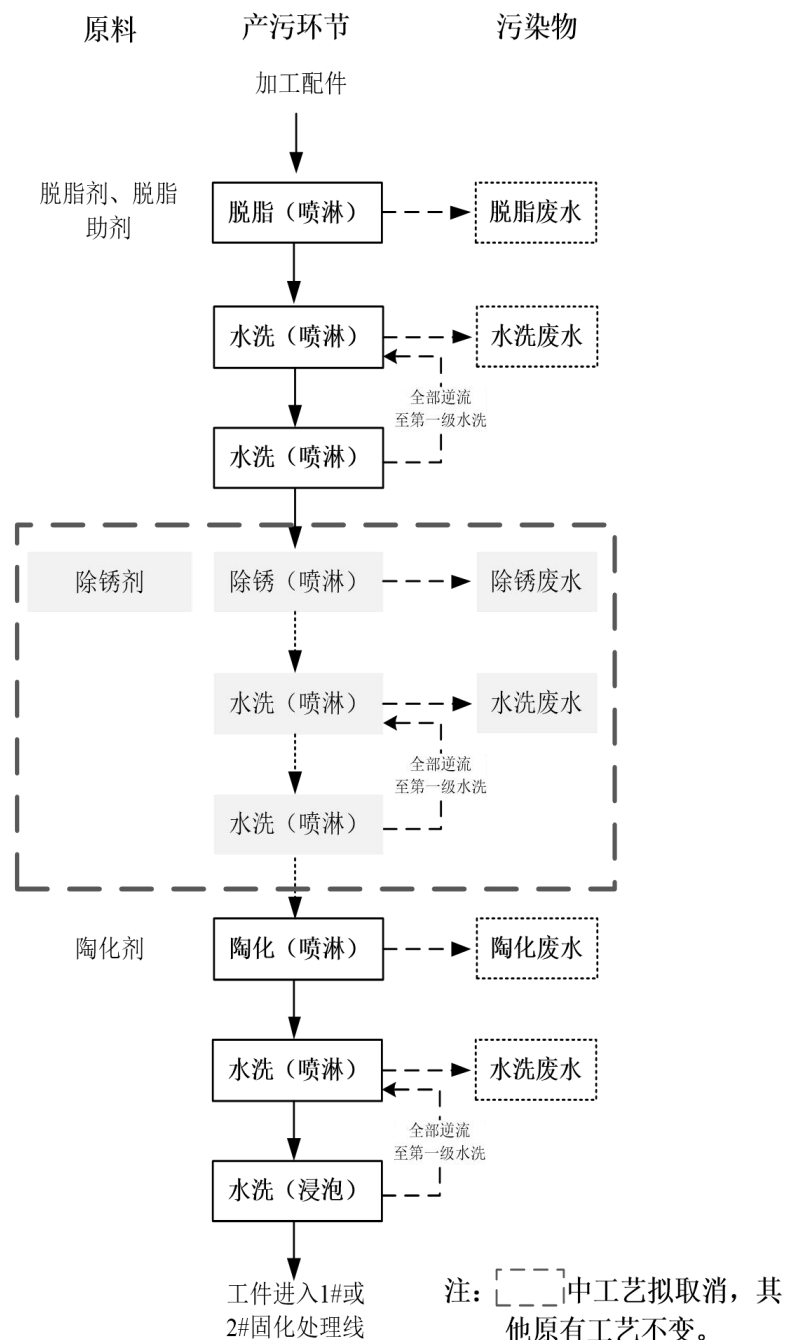 原料 产污环节 污染物
加工配件
脱脂剂、脱脂
助剂
脱脂（喷淋） 脱脂废水
水洗（喷淋） 水洗废水
全部逆流
至第一级水洗
水洗（喷淋）
除锈剂 除锈（喷淋） 除锈废水
水洗（喷淋） 水洗废水
全部逆流
至第一级水洗
水洗（喷淋）
陶化剂 陶化（喷淋） 陶化废水
水洗（喷淋） 水洗废水
全部逆流
至第一级水洗
水洗（浸泡）
工件进入1#或
2#固化处理线
注： 中工艺拟取消，其
他原有工艺不变。